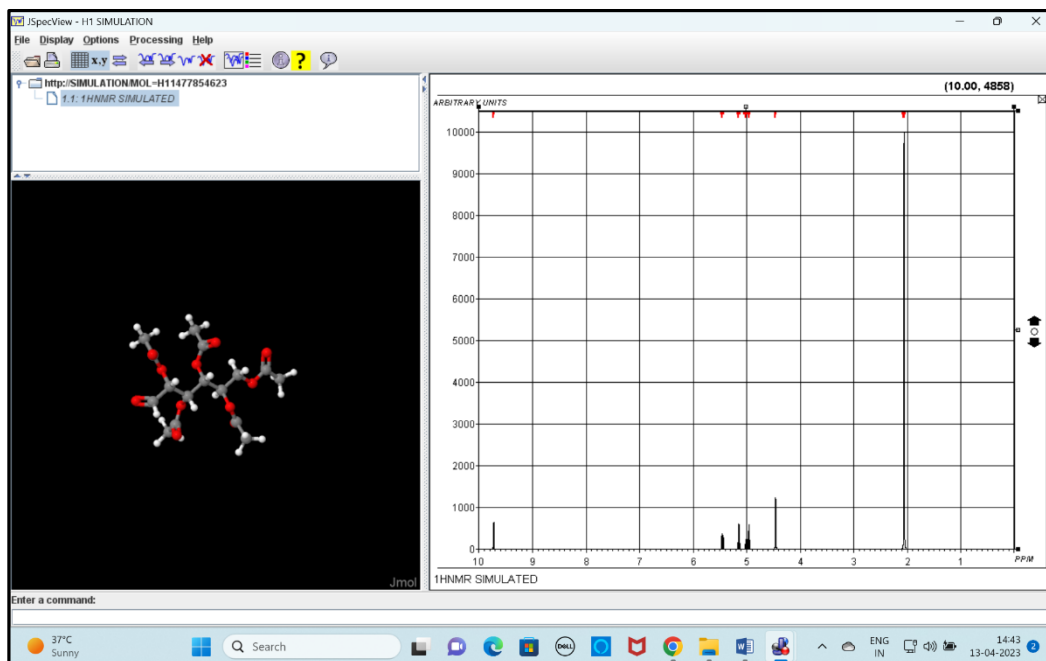 JSpecView - H1 SIMULATION
File Display Options Processing Help
x.y
?
http://SIMULATION/MOL=H11477854623
1.1: 1HNMR SIMULATED
(10.00, 4858)
ARBITRARY UNITS
10000
9000
8000
7000
6000
5000
4000
3000
2000
1000
0
10 9 8 7 6 5 4 3 2 1 PPM
1HNMR SIMULATED
Jmol
Enter a command:
37°C
Sunny
Search
DELL
ENG
IN
14:43
13-04-2023
2